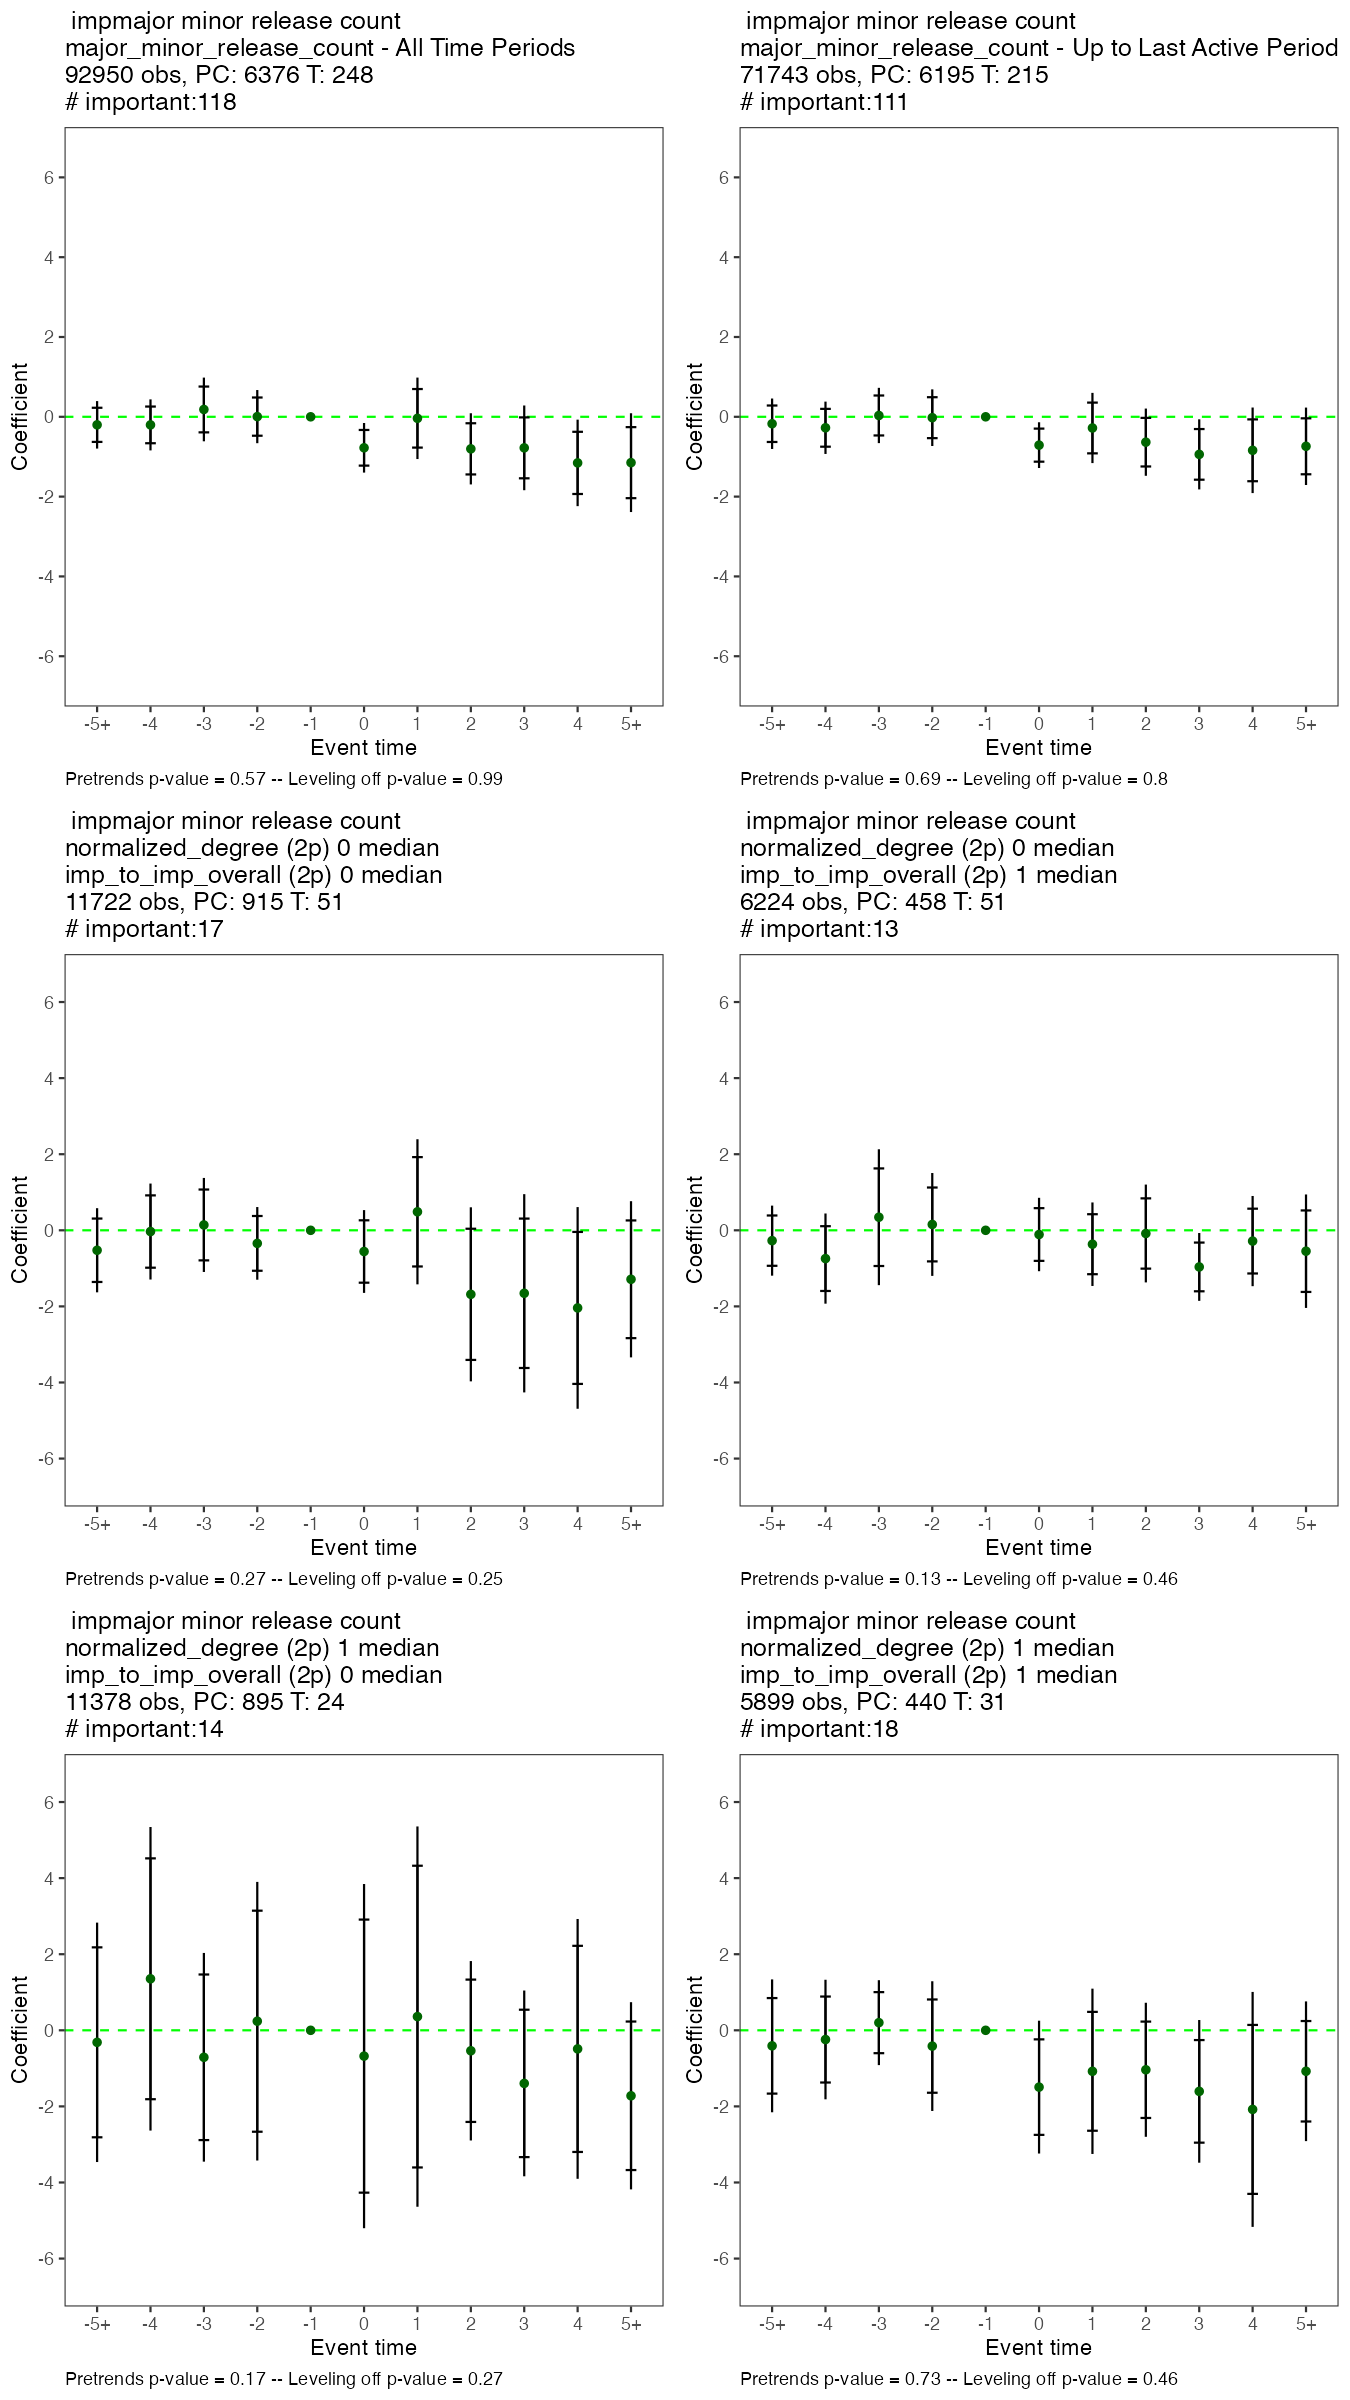 impmajor minor release count
major_minor_release_count - All Time Periods
92950 obs, PC: 6376 T: 248
# important:118
6
4
2
0
-2
-4
-6
Coefficient
-5+ -4 -3 -2 -1 0 1 2 3 4 5+
Event time
Pretrends p-value = 0.57 -- Leveling off p-value = 0.99
impmajor minor release count
major_minor_release_count - Up to Last Active Period
71743 obs, PC: 6195 T: 215
# important:111
6
4
2
0
-2
-4
-6
Coefficient
-5+ -4 -3 -2 -1 0 1 2 3 4 5+
Event time
Pretrends p-value = 0.69 -- Leveling off p-value = 0.8
impmajor minor release count
normalized_degree (2p) 0 median
imp_to_imp_overall (2p) 0 median
11722 obs, PC: 915 T: 51
# important:17
6
4
2
0
-2
-4
-6
Coefficient
-5+ -4 -3 -2 -1 0 1 2 3 4 5+
Event time
Pretrends p-value = 0.27 -- Leveling off p-value = 0.25
impmajor minor release count
normalized_degree (2p) 0 median
imp_to_imp_overall (2p) 1 median
6224 obs, PC: 458 T: 51
# important:13
6
4
2
0
-2
-4
-6
Coefficient
-5+ -4 -3 -2 -1 0 1 2 3 4 5+
Event time
Pretrends p-value = 0.13 -- Leveling off p-value = 0.46
impmajor minor release count
normalized_degree (2p) 1 median
imp_to_imp_overall (2p) 0 median
11378 obs, PC: 895 T: 24
# important:14
6
4
2
0
-2
-4
-6
Coefficient
-5+ -4 -3 -2 -1 0 1 2 3 4 5+
Event time
Pretrends p-value = 0.17 -- Leveling off p-value = 0.27
impmajor minor release count
normalized_degree (2p) 1 median
imp_to_imp_overall (2p) 1 median
5899 obs, PC: 440 T: 31
# important:18
6
4
2
0
-2
-4
-6
Coefficient
-5+ -4 -3 -2 -1 0 1 2 3 4 5+
Event time
Pretrends p-value = 0.73 -- Leveling off p-value = 0.46